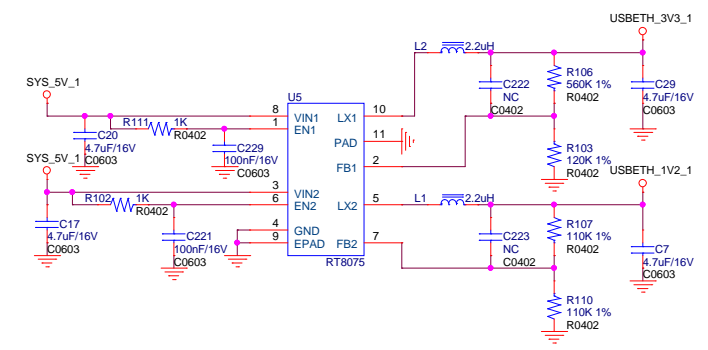 USBETH_3V3_1
L2
2.2uH
SYS_5V_1
U5
C222
NC
C0402
R106
560K 1%
R0402
C29
4.7uF/16V
C0603
R111
1K
R0402
8
VIN1
LX1
10
1
EN1
C20
4.7uF/16V
C0603
PAD
11
C229
100nF/16V
C0603
FB1
2
R103
120K 1%
R0402
SYS_5V_1
USBETH_1V2_1
3
VIN2
R102
1K
R0402
6
EN2
LX2
5
L1
2.2uH
C17
4.7uF/16V
C0603
C221
100nF/16V
C0603
4
GND
9
EPAD
FB2
7
RT8075
C223
NC
C0402
R107
110K 1%
R0402
C7
4.7uF/16V
C0603
R110
110K 1%
R0402